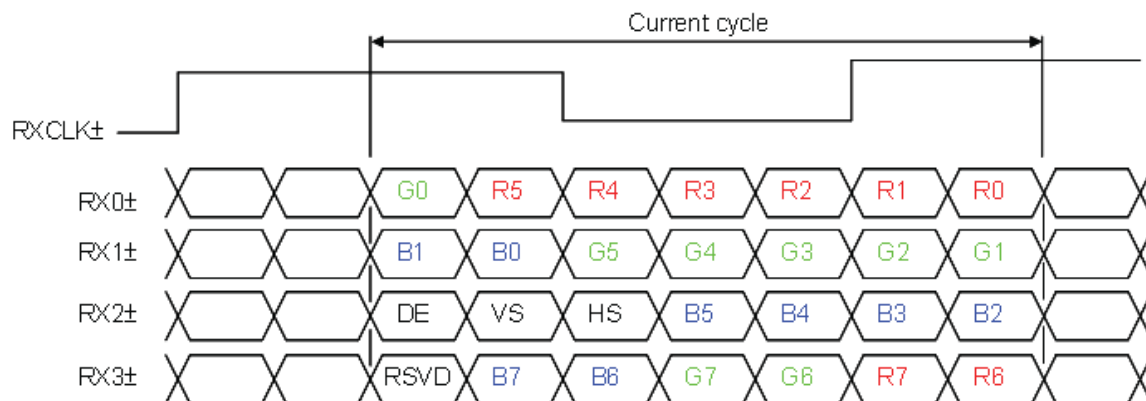 Current cycle
RXCLK±
RX0± G0 R5 R4 R3 R2 R1 R0
RX1± B1 B0 G5 G4 G3 G2 G1
RX2± DE VS HS B5 B4 B3 B2
RX3± RSVD B7 B6 G7 G6 R7 R6